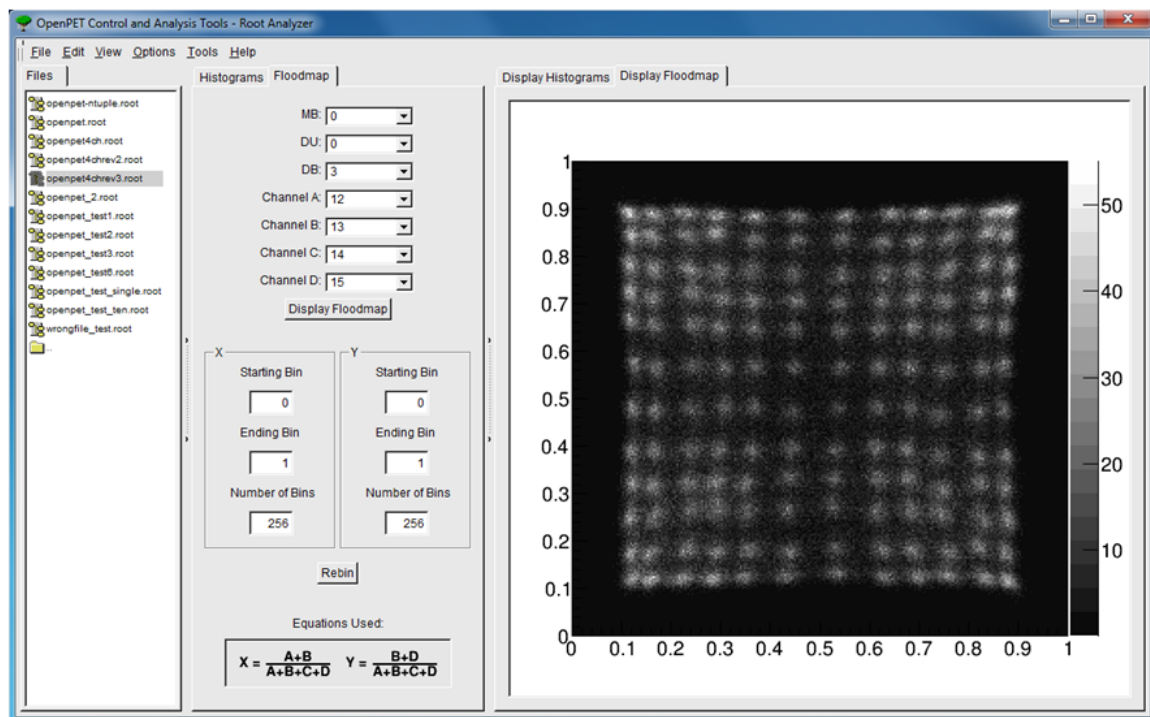 OpenPET Control and Analysis Tools - Root Analyzer
File Edit View Options Tools Help
Files
openpet-ntuple.root
openpet.root
openpet4ch.root
openpet4chrev2.root
openpet4chrev3.root
openpet_2.root
openpet_test1.root
openpet_test2.root
openpet_test3.root
openpet_test6.root
openpet_test_single.root
openpet_test_ten.root
wrongfile_test.root
..
Histograms Floodmap
MB: 0
DU: 0
DB: 3
Channel A: 12
Channel B: 13
Channel C: 14
Channel D: 15
Display Floodmap
X Y
Starting Bin Starting Bin
0 0
Ending Bin Ending Bin
1 1
Number of Bins Number of Bins
256 256
Rebin
Equations Used:
X = A+B / A+B+C+D Y = B+D / A+B+C+D
Display Histograms Display Floodmap
1
0.9
0.8
0.7
0.6
0.5
0.4
0.3
0.2
0.1
0
0 0.1 0.2 0.3 0.4 0.5 0.6 0.7 0.8 0.9 1
50
40
30
20
10